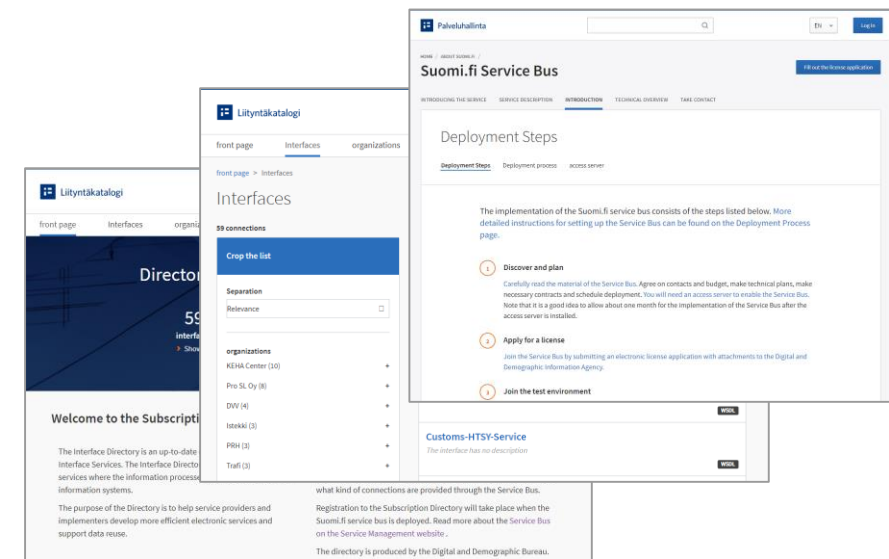 Palveluhallinta
EN
Log in
HOME / ABOUT SUOMI.FI /
Suomi.fi Service Bus
Fill out the license application
INTRODUCING THE SERVICE SERVICE DESCRIPTION INTRODUCTION TECHNICAL OVERVIEW TAKE CONTACT
Deployment Steps
Deployment Steps Deployment process access server
The implementation of the Suomi.fi service bus consists of the steps listed below. More
detailed instructions for setting up the Service Bus can be found on the Deployment Process
page.
1 Discover and plan
Carefully read the material of the Service Bus. Agree on contacts and budget, make technical plans, make
necessary contracts and schedule deployment. You will need an access server to enable the Service Bus.
Note that it is a good idea to allow about one month for the implementation of the Service Bus after the
access server is installed.
2 Apply for a license
Join the Service Bus by submitting an electronic license application with attachments to the Digital and
Demographic Information Agency.
3 Join the test environment
Liityntäkatalogi
front page Interfaces organizations
front page > Interfaces
Interfaces
59 connections
Crop the list
Separation
Relevance
organizations
KEHA Center (10) +
Pro SL Oy (8) +
DVV (4) +
Istekki (3) +
PRH (3) +
Trafi (3) +
WSDL
Customs-HTSY-Service
The interface has no description
WSDL
Liityntäkatalogi
front page Interfaces organiz
Director
59
interfa
Show
Welcome to the Subscripti
The Interface Directory is an up-to-date
Interface Services. The Interface Directo
services where the information processe
information systems.
The purpose of the Directory is to help service providers and
implementers develop more efficient electronic services and
support data reuse.
what kind of connections are provided through the Service Bus.
Registration to the Subscription Directory will take place when the
Suomi.fi service bus is deployed. Read more about the Service Bus
on the Service Management website .
The directory is produced by the Digital and Demographic Bureau.